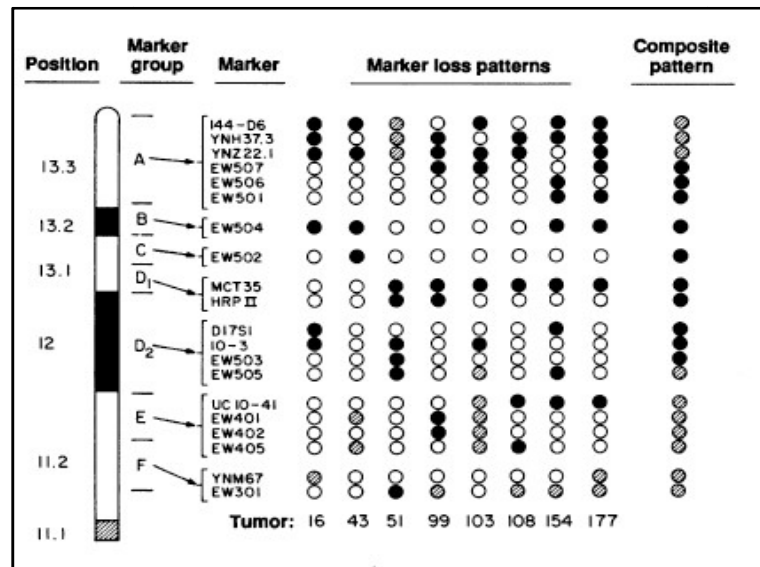 Position Marker group Marker Marker loss patterns Composite pattern
13.3
13.2
13.1
12
11.2
11.1
A
B
C
D1
D2
E
F
144-D6
YNH37.3
YNZ22.1
EW507
EW506
EW501
EW504
EW502
MCT35
HRP II
D17S1
10-3
EW503
EW505
UC10-41
EW401
EW402
EW405
YNM67
EW301
Tumor: 16 43 51 99 103 108 154 177